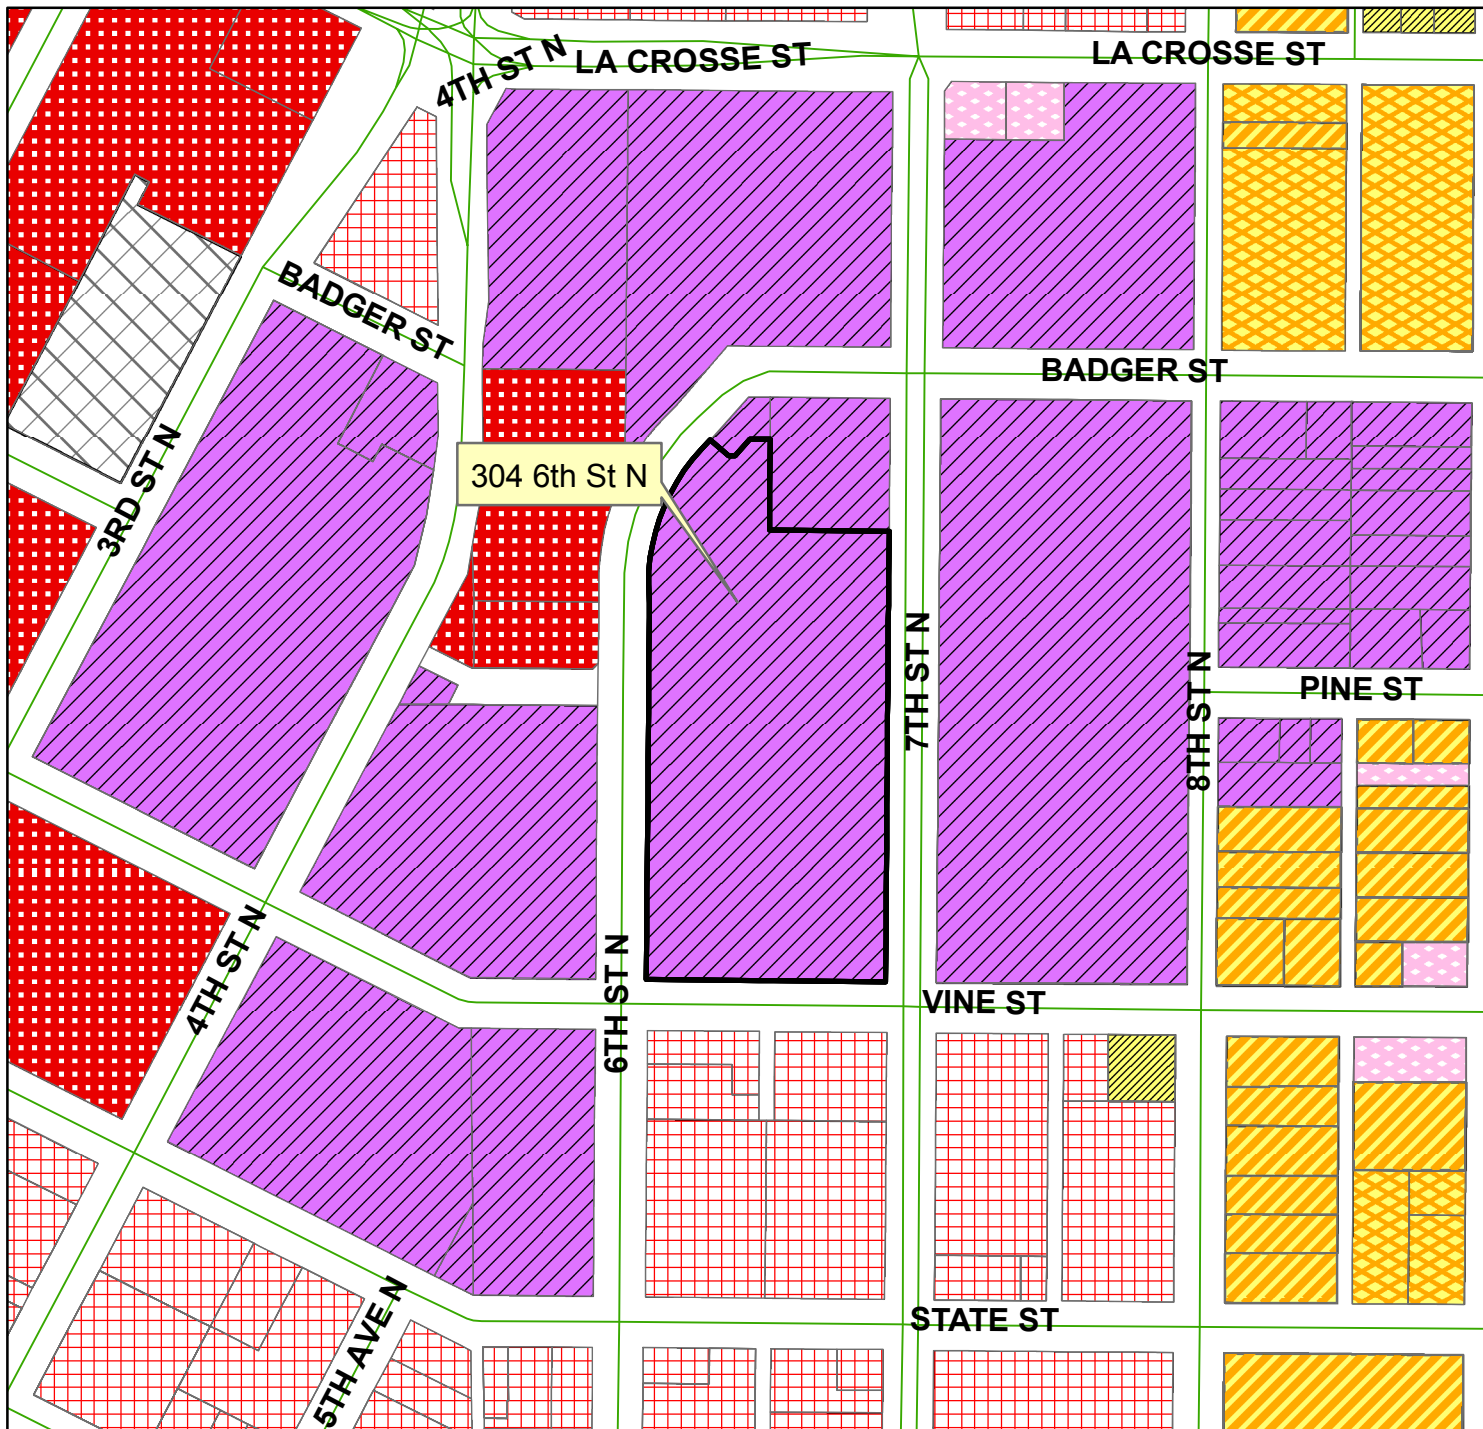 4TH ST N
LA CROSSE ST
LA CROSSE ST
BADGER ST
BADGER ST
3RD ST N
304 6th St N
7TH ST N
8TH ST N
PINE ST
4TH ST N
6TH ST N
VINE ST
5TH AVE N
STATE ST